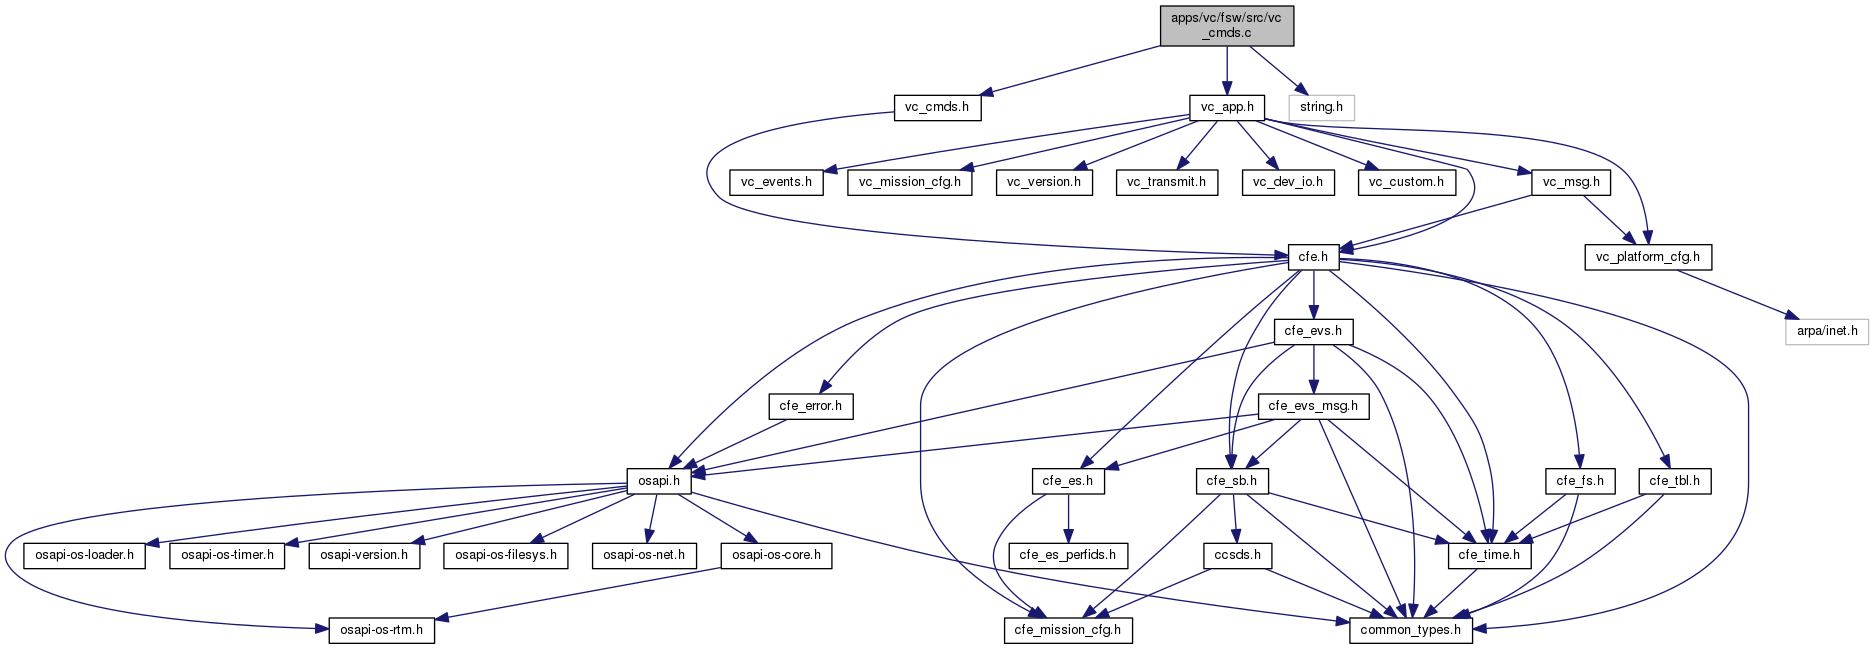 apps/vc/fsw/src/vc
_cmds.c
vc_cmds.h
vc_app.h
string.h
vc_events.h
vc_mission_cfg.h
vc_version.h
vc_transmit.h
vc_dev_io.h
vc_custom.h
vc_msg.h
cfe.h
vc_platform_cfg.h
cfe_evs.h
arpa/inet.h
cfe_error.h
cfe_evs_msg.h
osapi.h
cfe_es.h
cfe_sb.h
cfe_fs.h
cfe_tbl.h
osapi-os-loader.h
osapi-os-timer.h
osapi-version.h
osapi-os-filesys.h
osapi-os-net.h
osapi-os-core.h
cfe_es_perfids.h
ccsds.h
cfe_time.h
osapi-os-rtm.h
cfe_mission_cfg.h
common_types.h